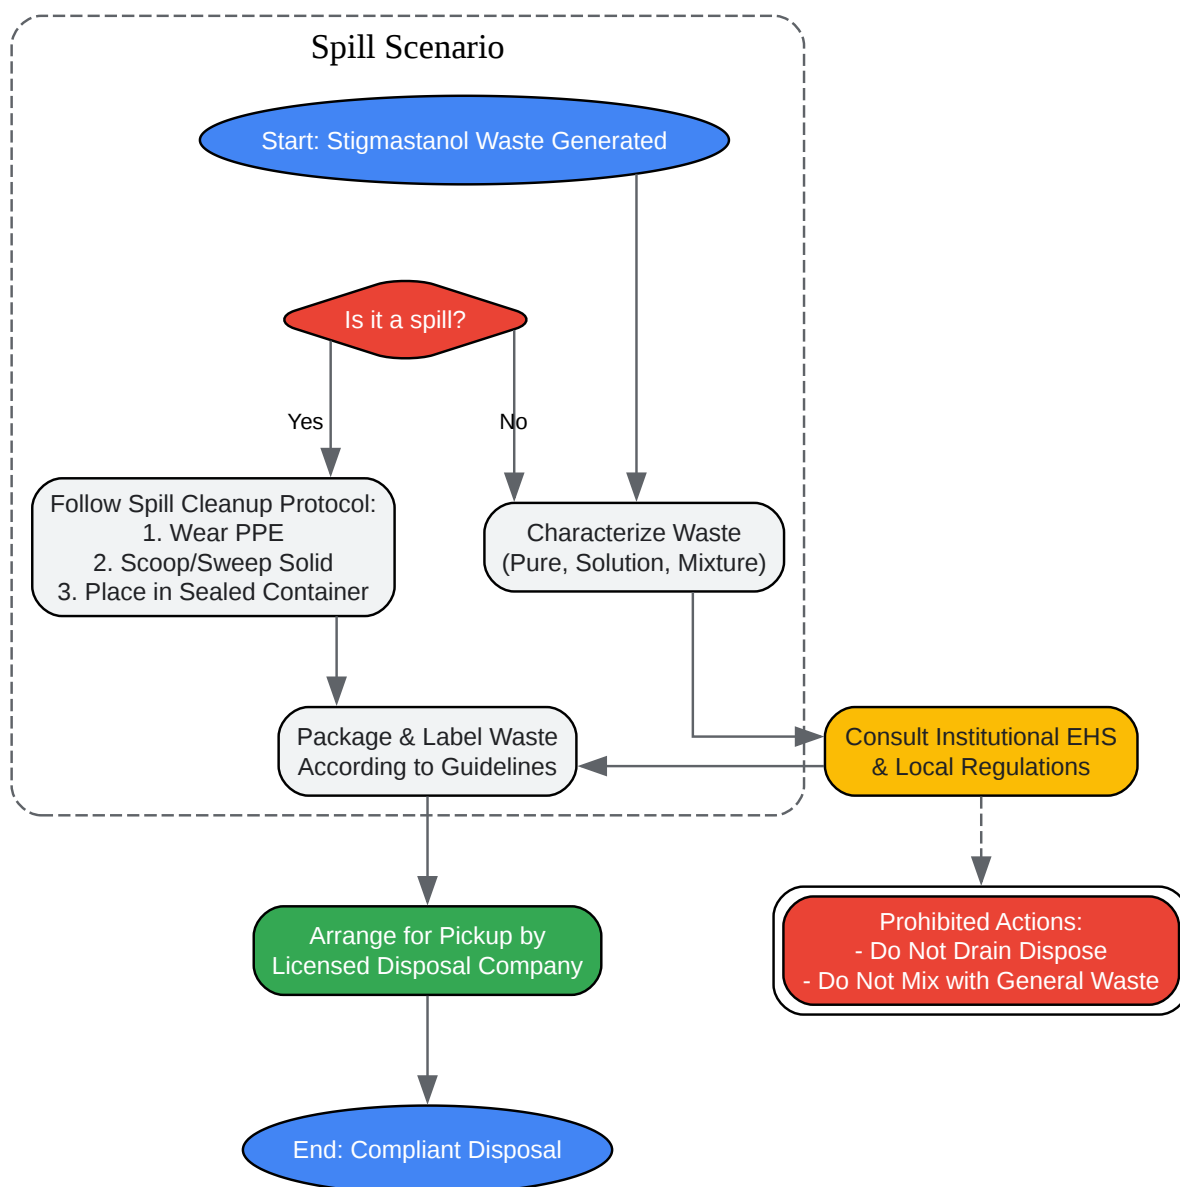 Spill Scenario
Start: Stigmastanol Waste Generated
Is it a spill?
Yes
No
Follow Spill Cleanup Protocol:
1. Wear PPE
2. Scoop/Sweep Solid
3. Place in Sealed Container
Characterize Waste
(Pure, Solution, Mixture)
Package & Label Waste
According to Guidelines
Consult Institutional EHS
& Local Regulations
Arrange for Pickup by
Licensed Disposal Company
Prohibited Actions:
- Do Not Drain Dispose
- Do Not Mix with General Waste
End: Compliant Disposal